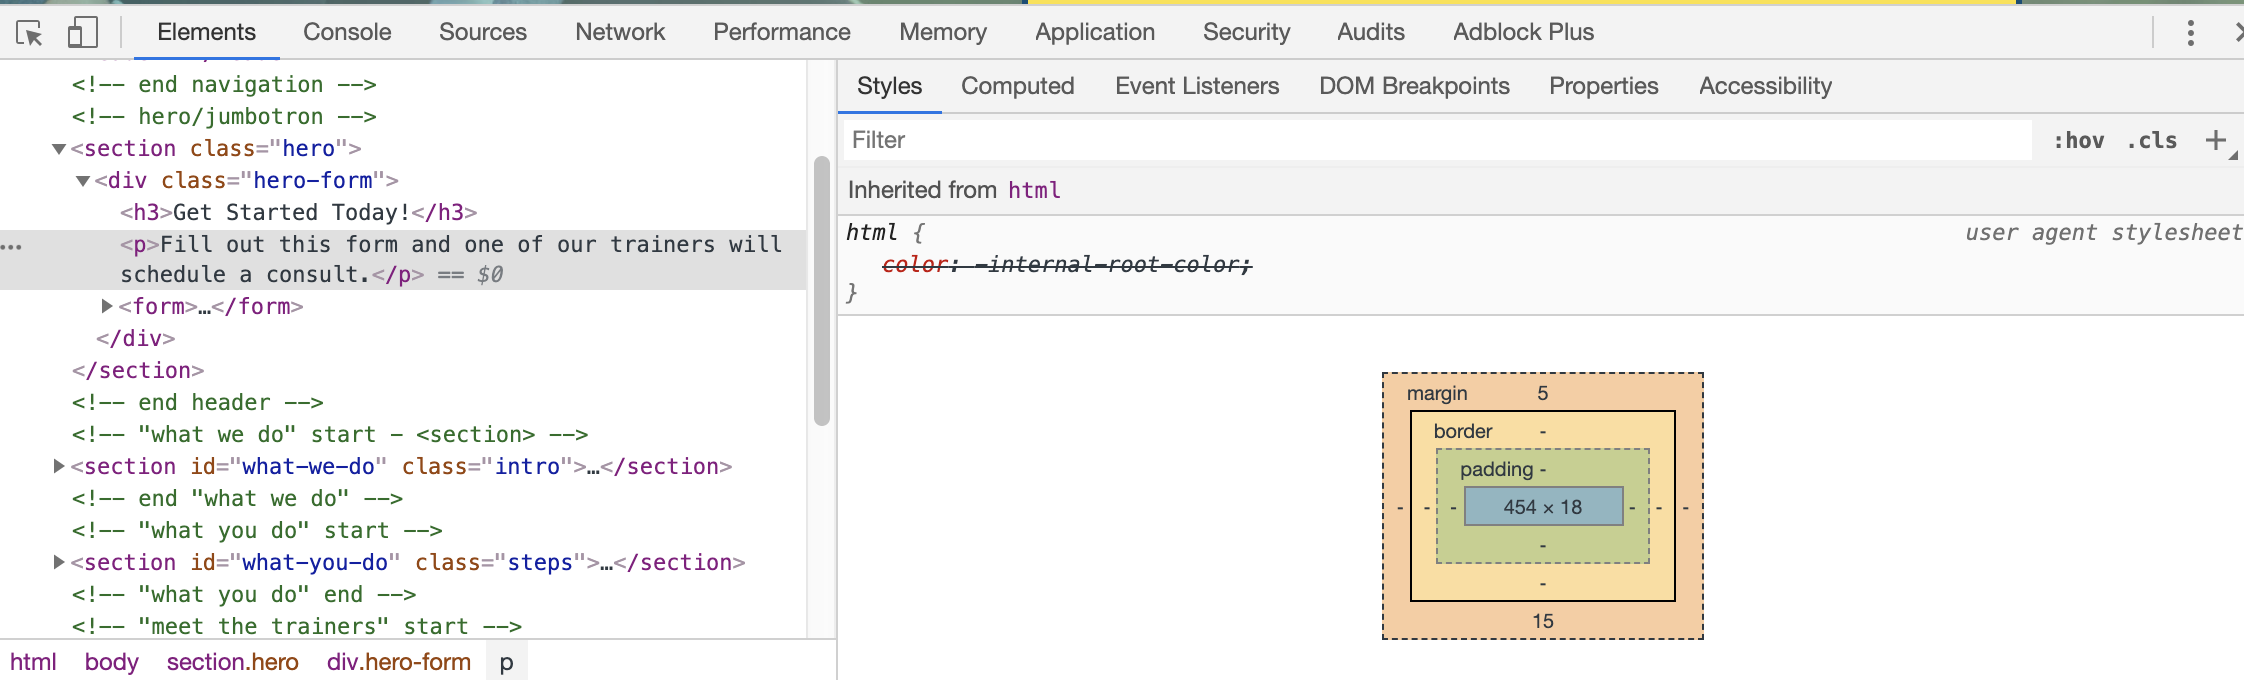 Elements Console Sources Network Performance Memory Application Security Audits Adblock Plus
<!-- end navigation -->
<!-- hero/jumbotron -->
<section class="hero">
<div class="hero-form">
<h3>Get Started Today!</h3>
<p>Fill out this form and one of our trainers will
schedule a consult.</p> == $0
<form>…</form>
</div>
</section>
<!-- end header -->
<!-- "what we do" start - <section> -->
<section id="what-we-do" class="intro">…</section>
<!-- end "what we do" -->
<!-- "what you do" start -->
<section id="what-you-do" class="steps">…</section>
<!-- "what you do" end -->
<!-- "meet the trainers" start -->
html body section.hero div.hero-form p
Styles Computed Event Listeners DOM Breakpoints Properties Accessibility
Filter :hov .cls +
Inherited from html
html { user agent stylesheet
color: -internal-root-color;
}
margin 5
border -
padding -
- - - 454 × 18 - - -
-
-
15